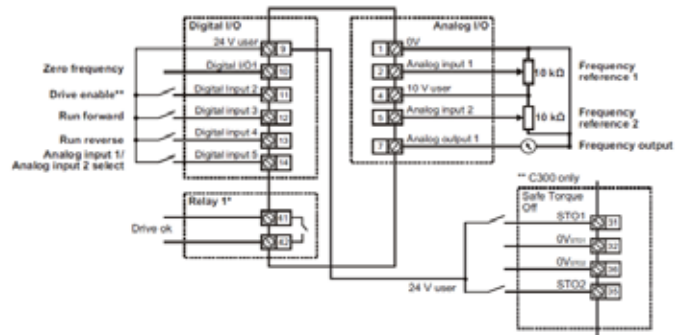 Digital I/O
24 V user
9
Zero frequency
Digital I/O1
10
Drive enable**
Digital Input 2
11
Run forward
Digital input 3
12
Run reverse
Digital input 4
13
Analog input 1/
Analog input 2 select
Digital input 5
14
Relay 1*
41
Drive ok
42
Analog I/O
1
0V
2
Analog input 1
10 kΩ
Frequency
reference 1
4
10 V user
5
Analog input 2
10 kΩ
Frequency
reference 2
7
Analog output 1
Frequency output
** C300 only
Safe Torque
Off
STO1
31
0VSTO1
32
0VSTO2
36
24 V user
STO2
35